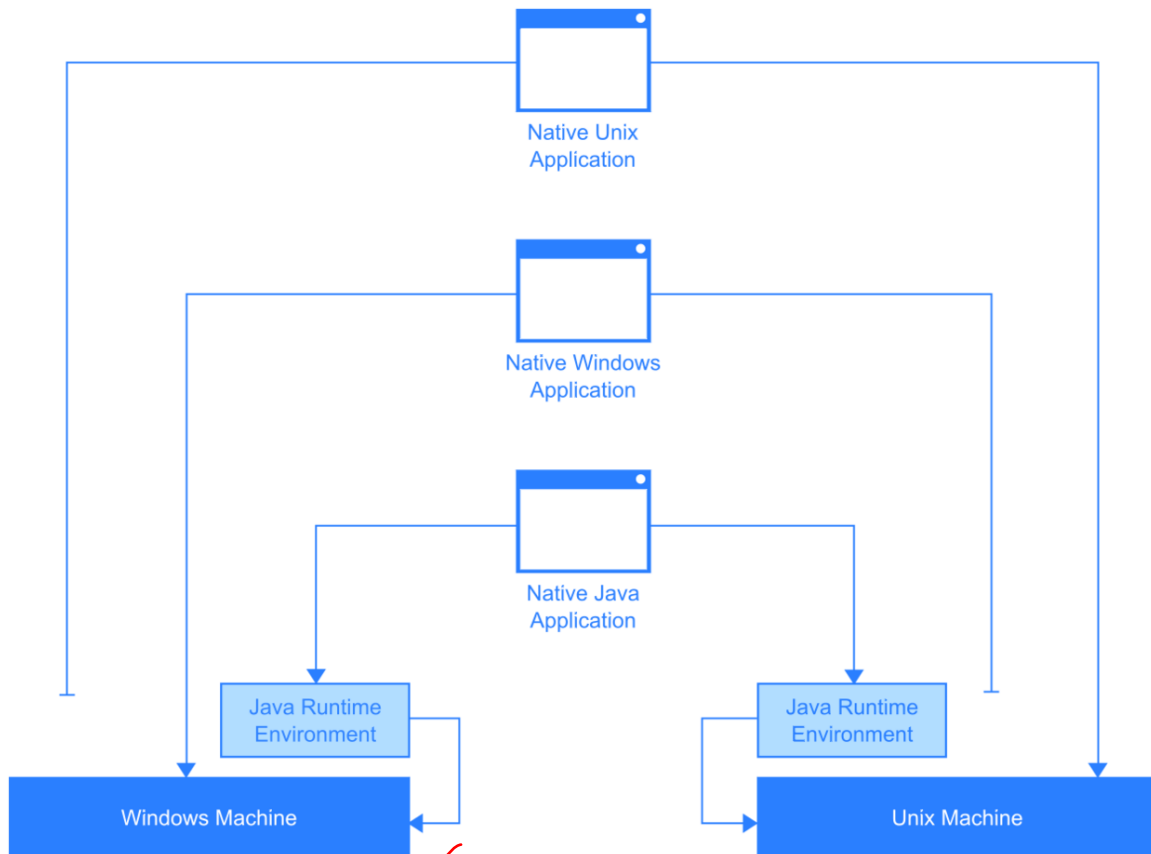 Native Unix
Application
Native Windows
Application
Native Java
Application
Java Runtime
Environment
Java Runtime
Environment
Windows Machine
Unix Machine